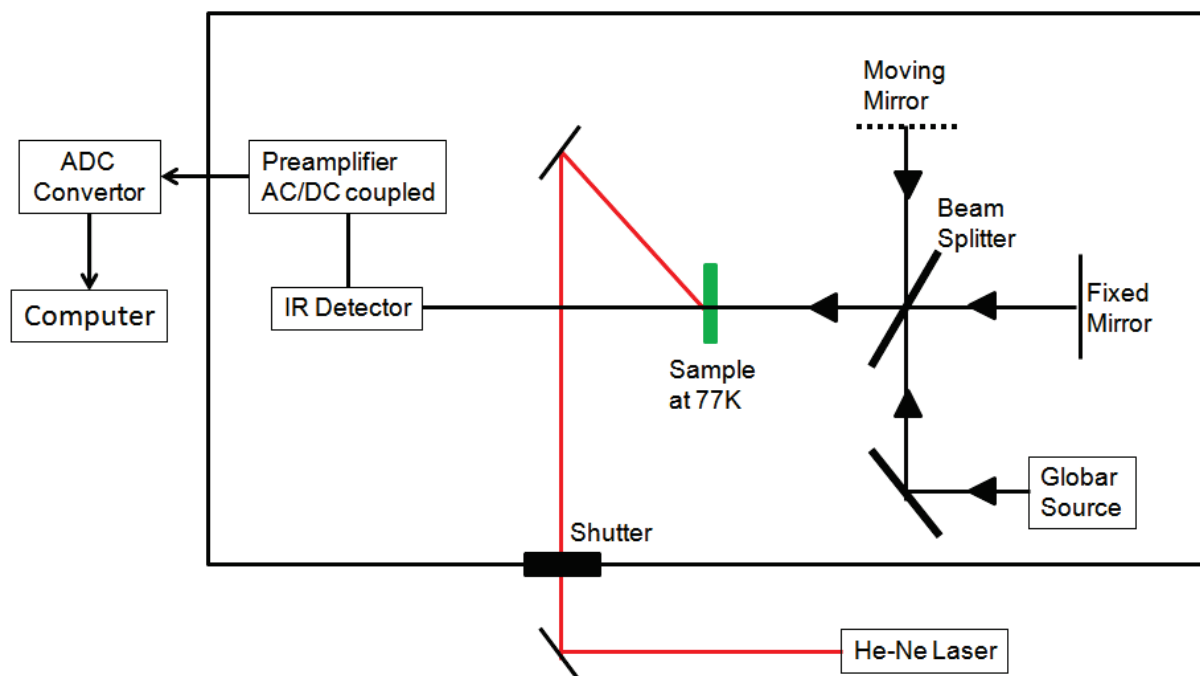 Moving
Mirror
ADC
Convertor
Preamplifier
AC/DC coupled
Beam
Splitter
Computer
IR Detector
Fixed
Mirror
Sample
at 77K
Globar
Source
Shutter
He-Ne Laser